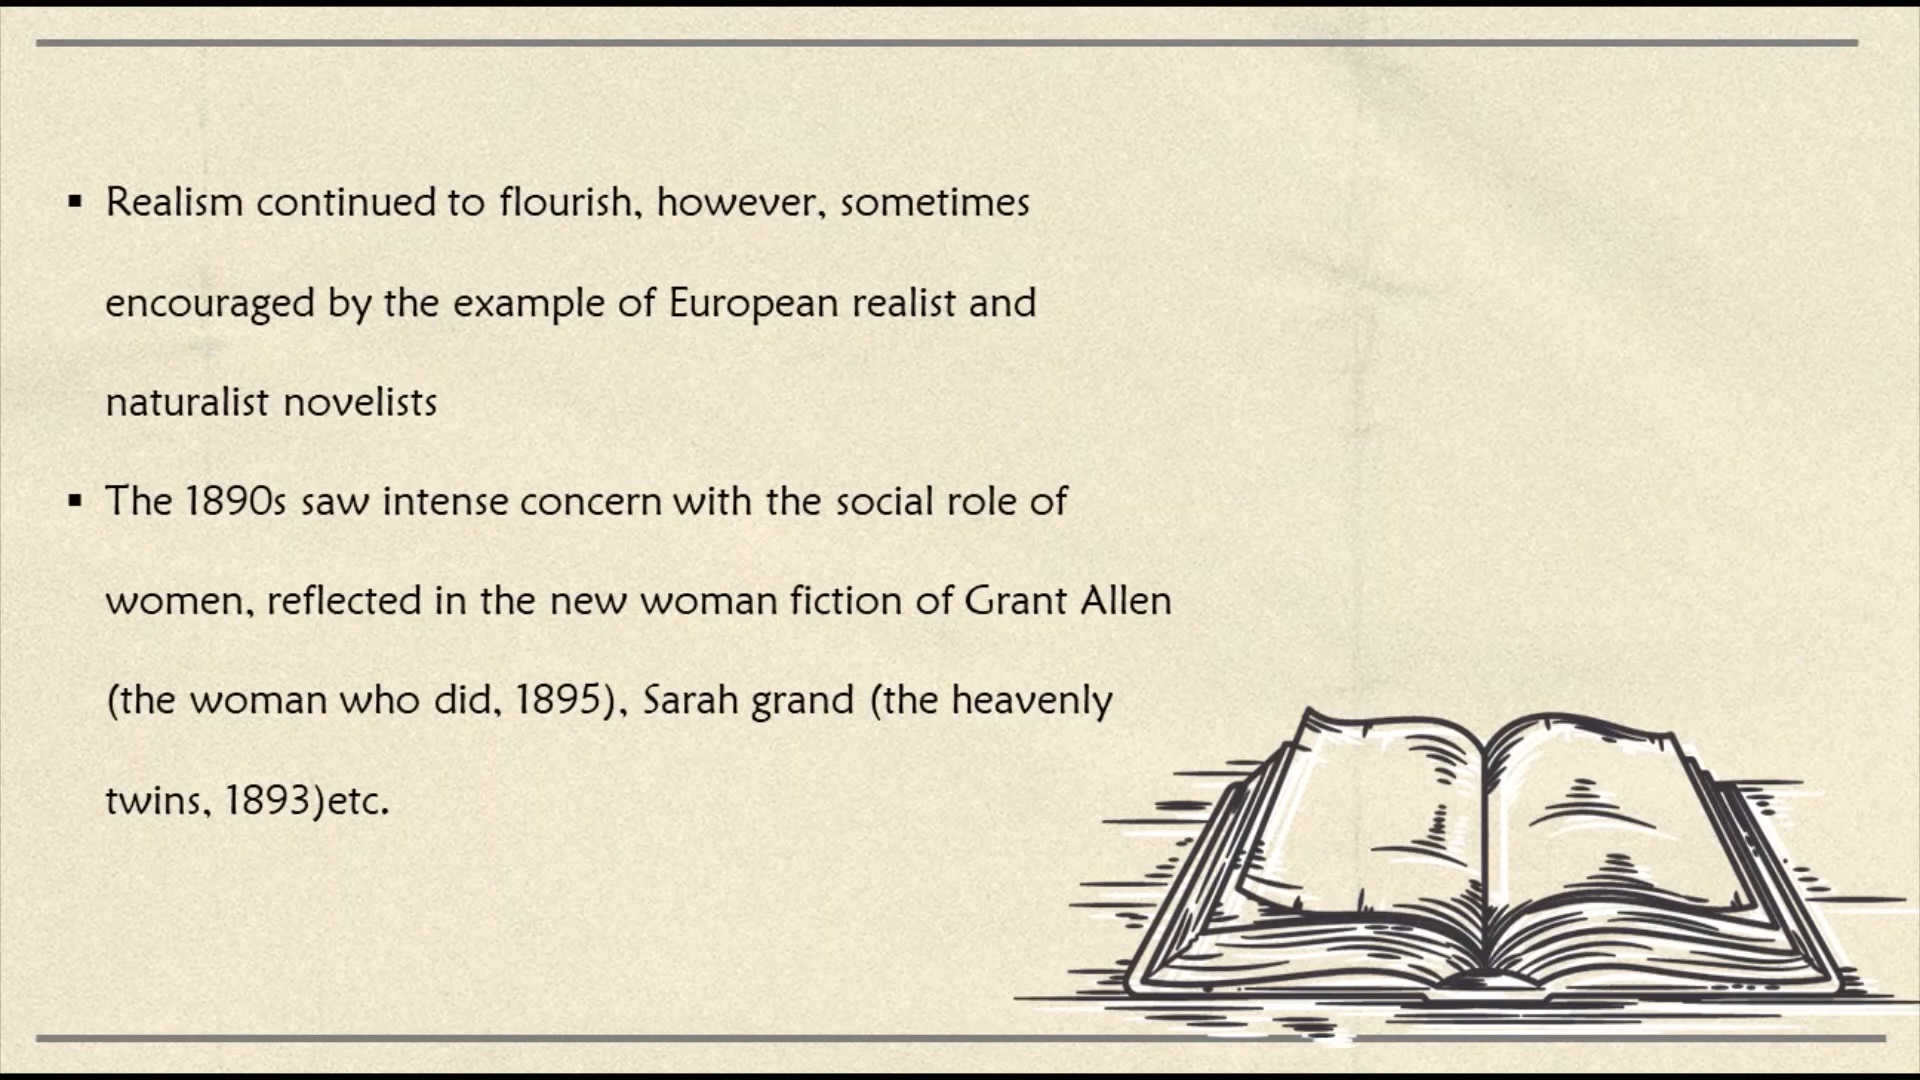 ▪ Realism continued to flourish, however, sometimes
encouraged by the example of European realist and
naturalist novelists
▪ The 1890s saw intense concern with the social role of
women, reflected in the new woman fiction of Grant Allen
(the woman who did, 1895), Sarah grand (the heavenly
twins, 1893)etc.